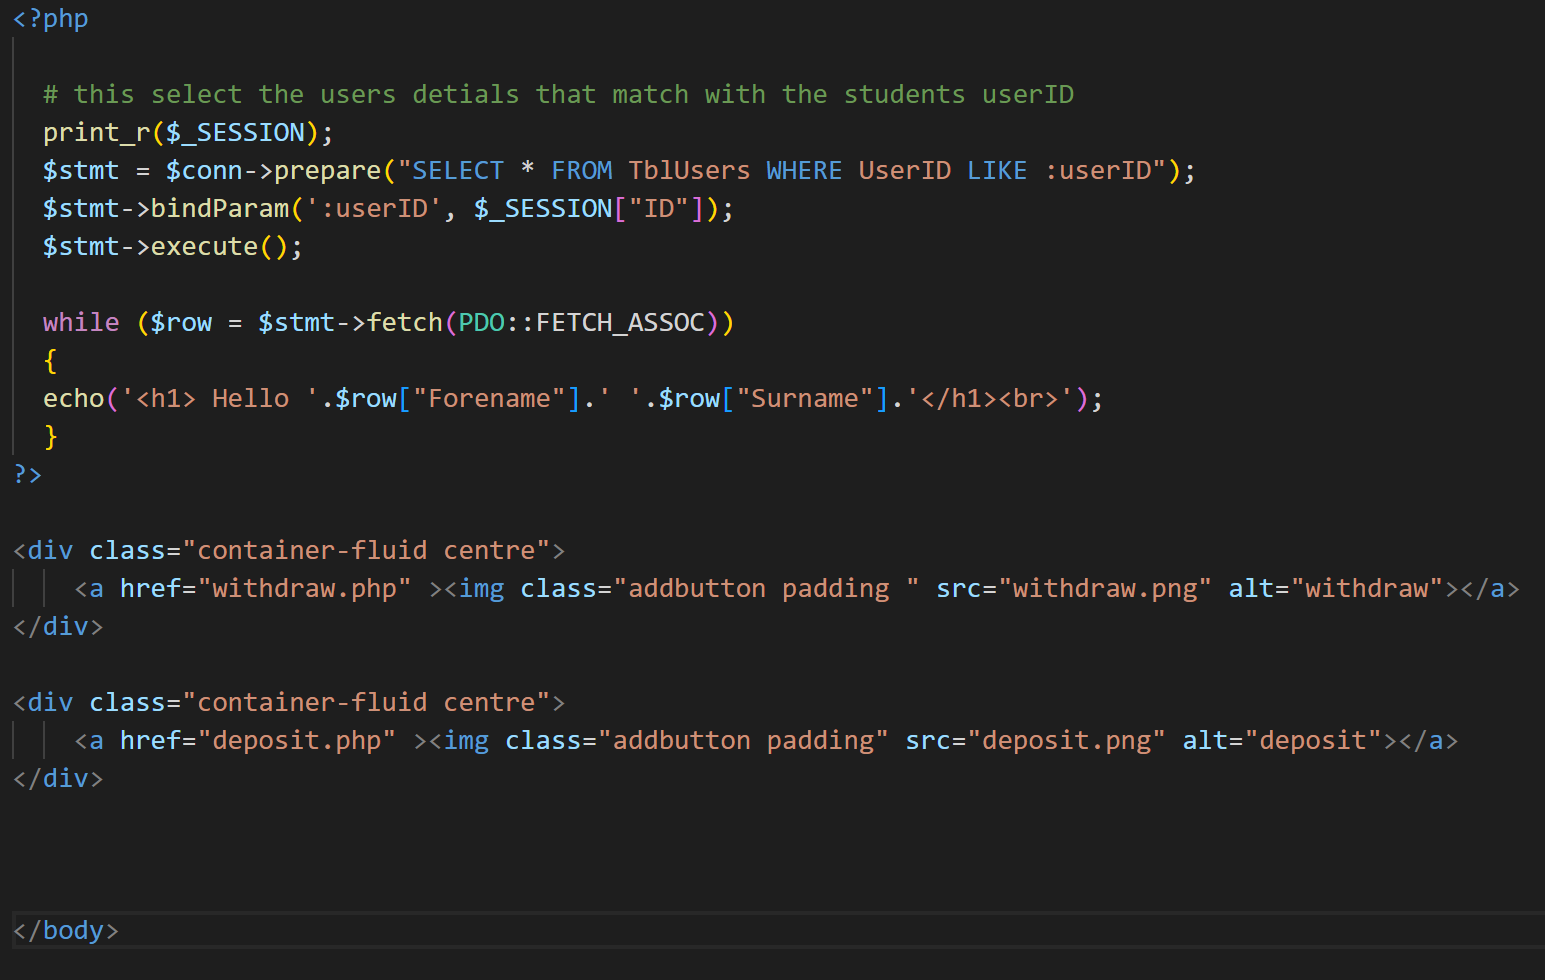 <?php
# this select the users detials that match with the students userID
print_r($_SESSION);
$stmt = $conn->prepare("SELECT * FROM TblUsers WHERE UserID LIKE :userID");
$stmt->bindParam(':userID', $_SESSION["ID"]);
$stmt->execute();
while ($row = $stmt->fetch(PDO::FETCH_ASSOC))
{
echo('<h1> Hello '.$row["Forename"].' '.$row["Surname"].'</h1><br>');
}
?>
<div class="container-fluid centre">
<a href="withdraw.php" ><img class="addbutton padding " src="withdraw.png" alt="withdraw"></a>
</div>
<div class="container-fluid centre">
<a href="deposit.php" ><img class="addbutton padding" src="deposit.png" alt="deposit"></a>
</div>
</body>